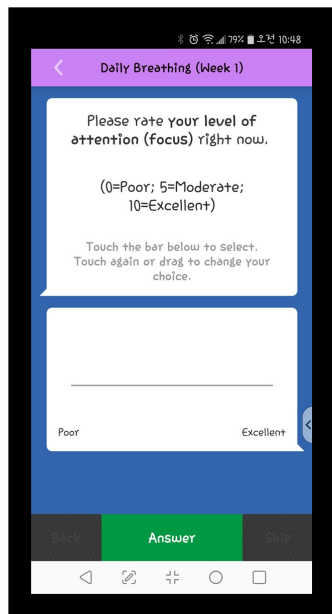 79% 오전 10:48
Daily Breathing (Week 1)
Please rate your level of
attention (focus) right now.
(0=Poor; 5=Moderate;
10=Excellent)
Touch the bar below to select.
Touch again or drag to change your
choice.
Poor Excellent
Back Answer Skip